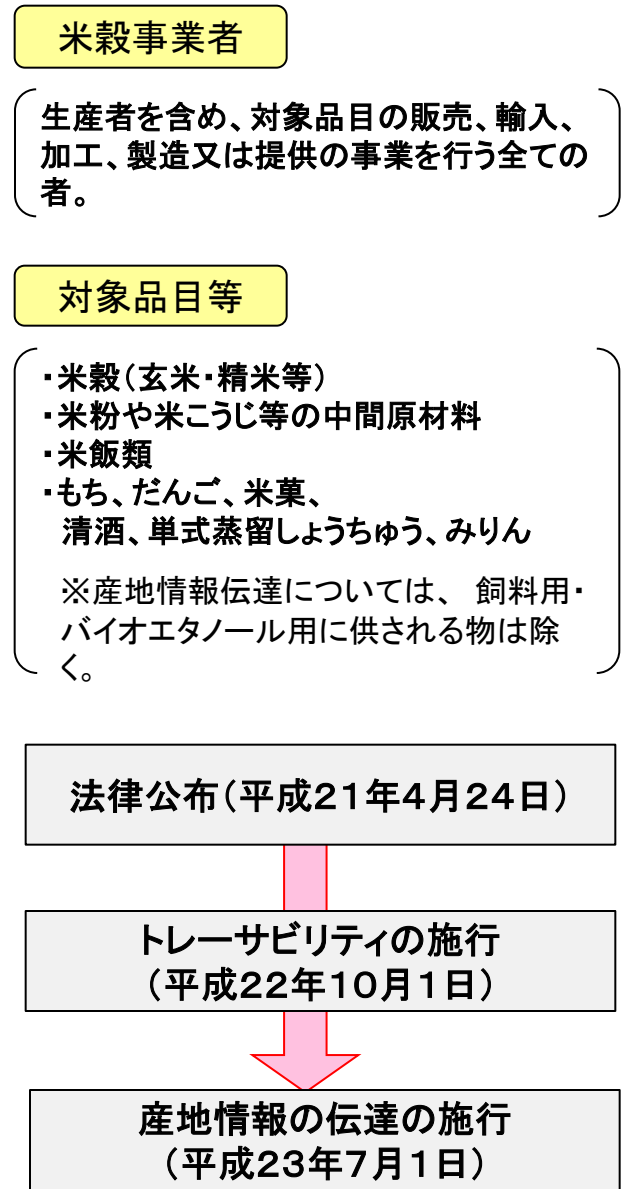 米穀事業者
生産者を含め、対象品目の販売、輸入、
加工、製造又は提供の事業を行う全ての
者。
対象品目等
・米穀（玄米・精米等）
・米粉や米こうじ等の中間原材料
・米飯類
・もち、だんご、米菓、
清酒、単式蒸留しょうちゅう、みりん
※産地情報伝達については、 飼料用・
バイオエタノール用に供される物は除
く。
法律公布（平成２１年４月２４日）
トレーサビリティの施行
（平成２２年１０月１日）
産地情報の伝達の施行
（平成２３年７月１日）